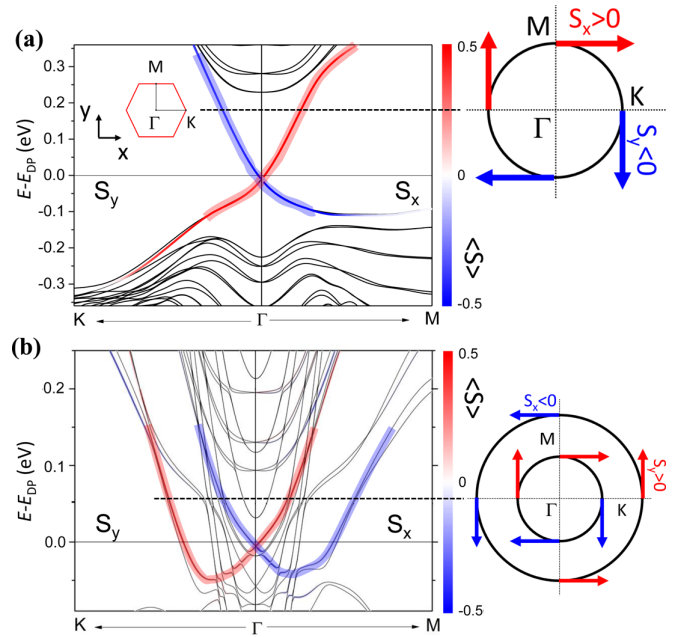 (a)
M
Γ
K
y
x
0.3
0.2
0.1
0.0
-0.1
-0.2
-0.3
E-E_DP (eV)
S_y
S_x
K
Γ
M
0.5
0
-0.5
<S>
M
S_x>0
K
Γ
S_y<0
(b)
0.2
0.1
0.0
E-E_DP (eV)
S_y
S_x
K
Γ
M
0.5
0
-0.5
<S>
S_x<0
M
S_y>0
Γ
K